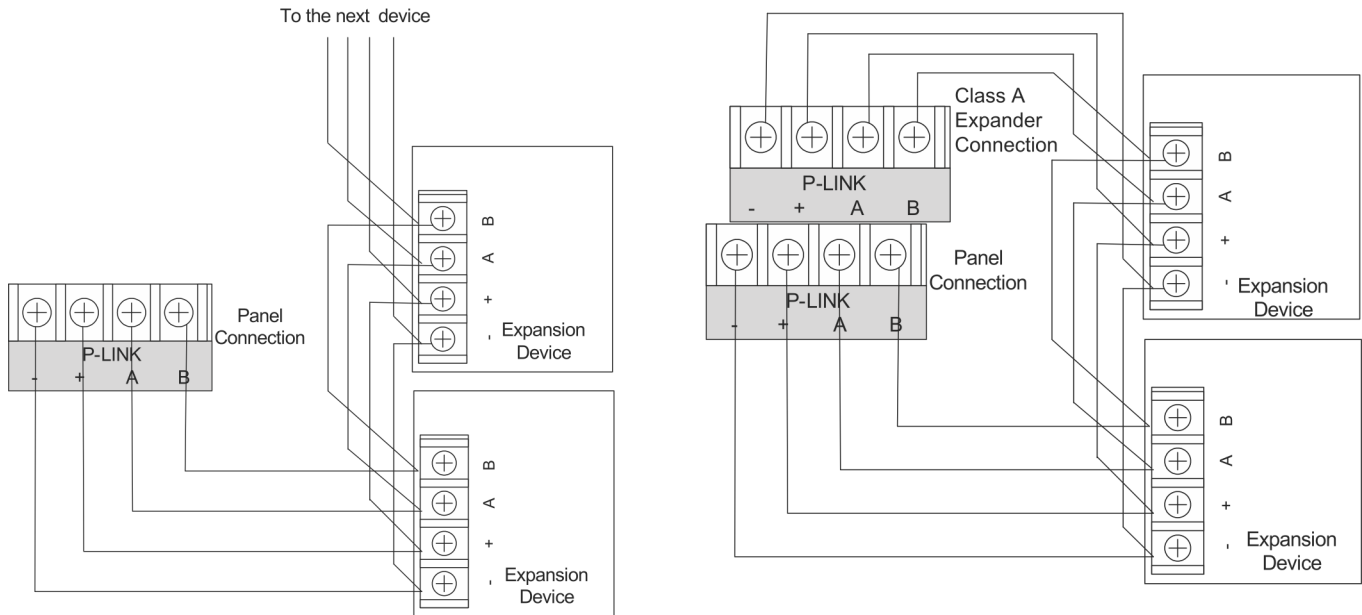 To the next device
B
A
+
-
Expansion
Device
Panel
Connection
P-LINK
- + A B
B
A
+
-
Expansion
Device
Class A
Expander
Connection
P-LINK
- + A B
Panel
Connection
P-LINK
- + A B
B
A
+
-
Expansion
Device
B
A
+
-
Expansion
Device